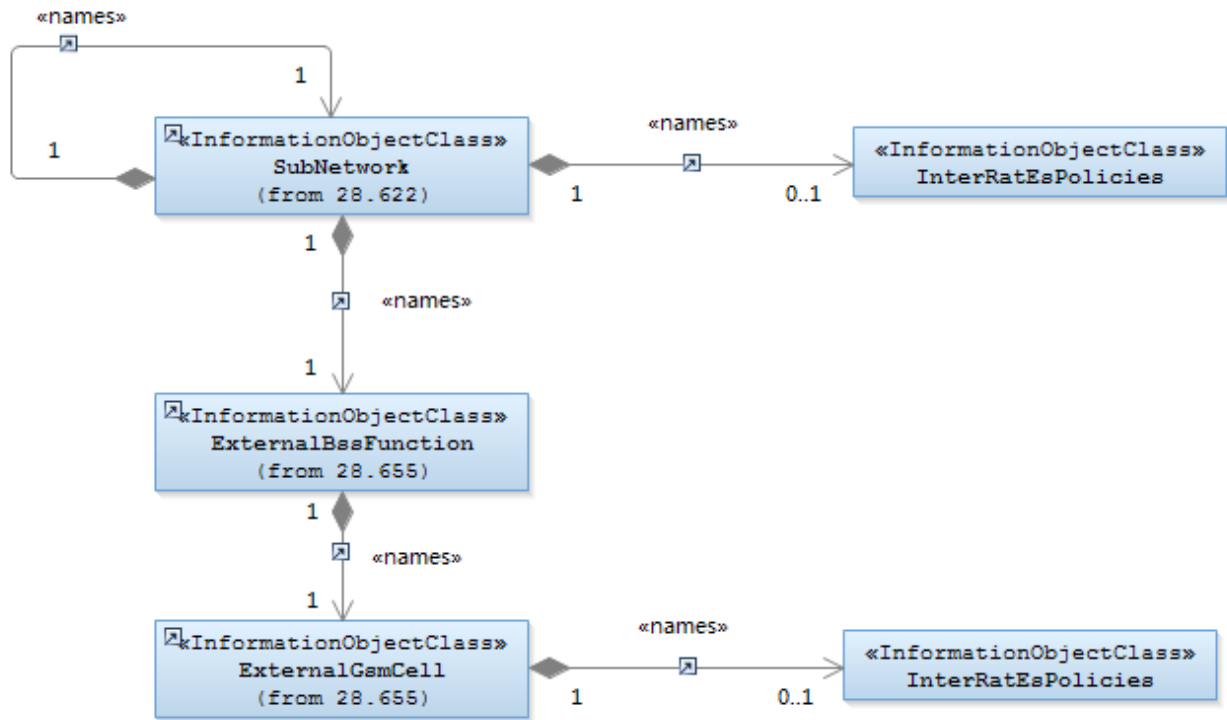 «names»
1
1
«InformationObjectClass»
SubNetwork
(from 28.622)
«names»
1
0..1
«InformationObjectClass»
InterRatEsPolicies
1
«names»
1
«InformationObjectClass»
ExternalBssFunction
(from 28.655)
1
«names»
1
«InformationObjectClass»
ExternalGsmCell
(from 28.655)
«names»
1
0..1
«InformationObjectClass»
InterRatEsPolicies